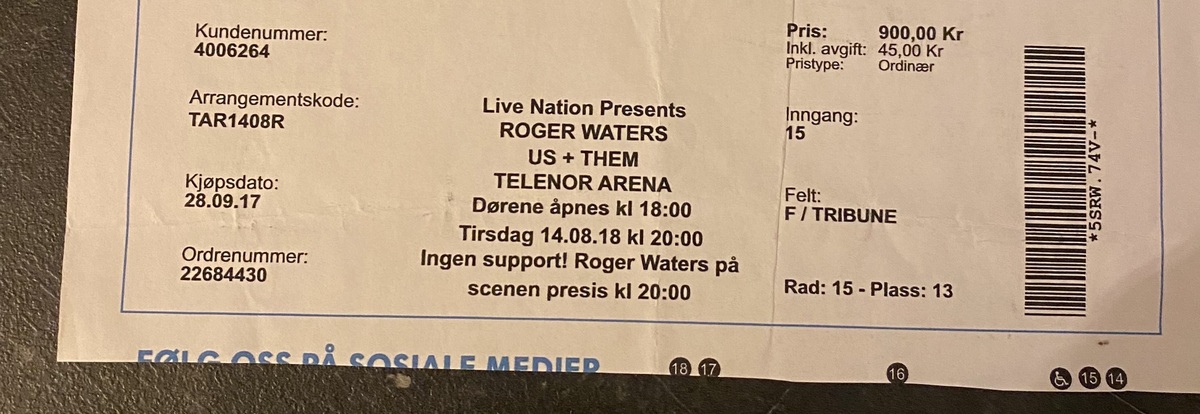 Kundenummer:
4006264
Arrangementskode:
TAR1408R
Kjøpsdato:
28.09.17
Ordrenummer:
22684430
Live Nation Presents
ROGER WATERS
US + THEM
TELENOR ARENA
Dørene åpnes kl 18:00
Tirsdag 14.08.18 kl 20:00
Ingen support! Roger Waters på
scenen presis kl 20:00
Pris: 900,00 Kr
Inkl. avgift: 45,00 Kr
Pristype: Ordinær
Inngang:
15
Felt:
F / TRIBUNE
Rad: 15 - Plass: 13
*5SRW.74V-*
FØLG OSS PÅ SOSIALE MEDIER
18 17
16
15 14